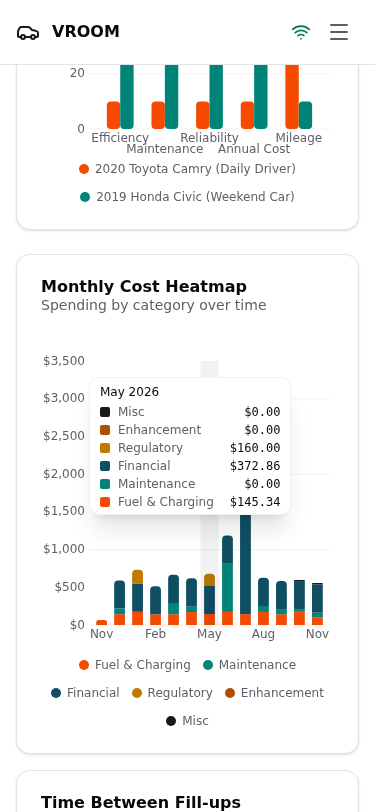 VROOM
20
0
Efficiency Reliability Mileage
Maintenance Annual Cost
2020 Toyota Camry (Daily Driver)
2019 Honda Civic (Weekend Car)
Monthly Cost Heatmap
Spending by category over time
$3,500
$3,000
$2,500
$2,000
$1,500
$1,000
$500
$0
May 2026
Misc $0.00
Enhancement $0.00
Regulatory $160.00
Financial $372.86
Maintenance $0.00
Fuel & Charging $145.34
Nov Feb May Aug Nov
Fuel & Charging Maintenance
Financial Regulatory Enhancement
Misc
Time Between Fill-ups